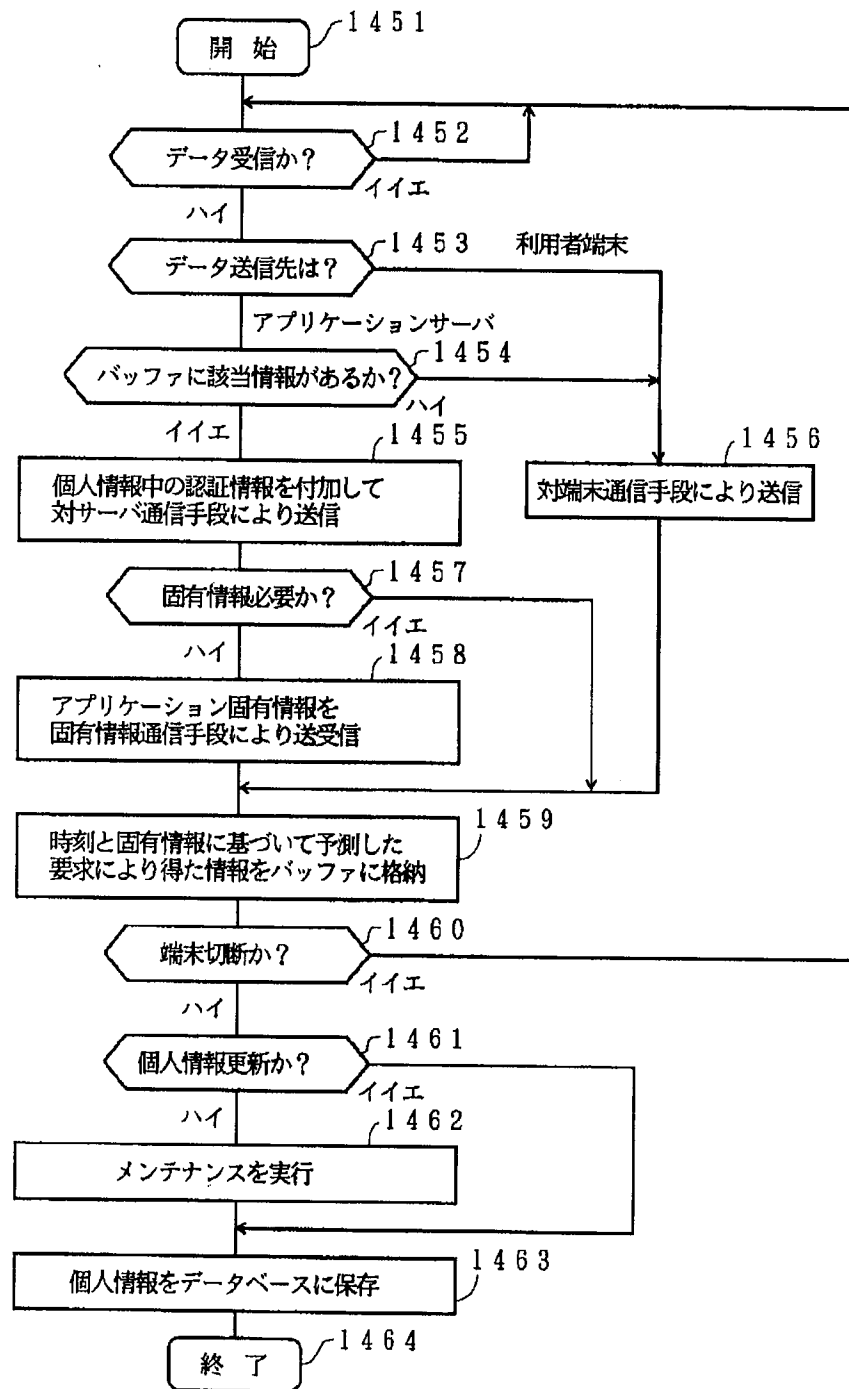 1451
開 始
1452
データ受信か?
イイエ
ハイ
1453
利用者端末
データ送信先は?
アプリケーションサーバ
1454
バッファに該当情報があるか?
ハイ
イイエ
1455
1456
個人情報中の認証情報を付加して
対サーバ通信手段により送信
対端末通信手段により送信
1457
固有情報必要か?
イイエ
ハイ
1458
アプリケーション固有情報を
固有情報通信手段により送受信
1459
時刻と固有情報に基づいて予測した
要求により得た情報をバッファに格納
1460
端末切断か?
イイエ
ハイ
1461
個人情報更新か?
イイエ
ハイ
1462
メンテナンスを実行
1463
個人情報をデータベースに保存
1464
終 了